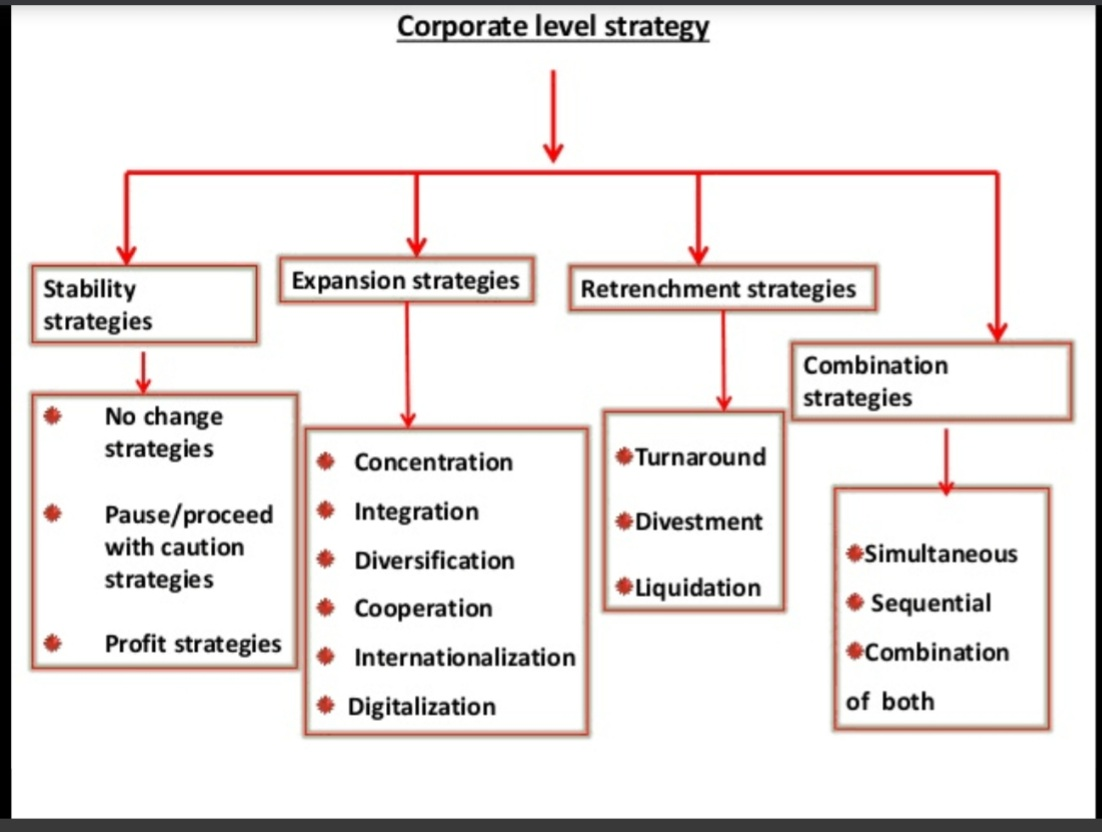 Corporate level strategy
Stability
strategies
No change
strategies
Pause/proceed
with caution
strategies
Profit strategies
Expansion strategies
Concentration
Integration
Diversification
Cooperation
Internationalization
Digitalization
Retrenchment strategies
Turnaround
Divestment
Liquidation
Combination
strategies
Simultaneous
Sequential
Combination
of both